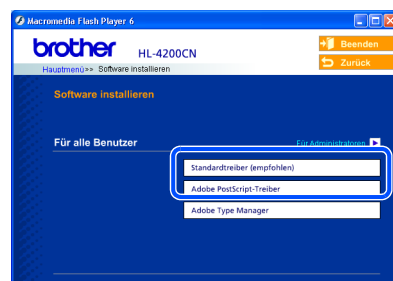 Macromedia Flash Player 6
brother
HL-4200CN
Beenden
Zurück
Hauptmenü>> Software installieren
Software installieren
Für alle Benutzer
Für Administratoren
Standardtreiber (empfohlen)
Adobe PostScript-Treiber
Adobe Type Manager